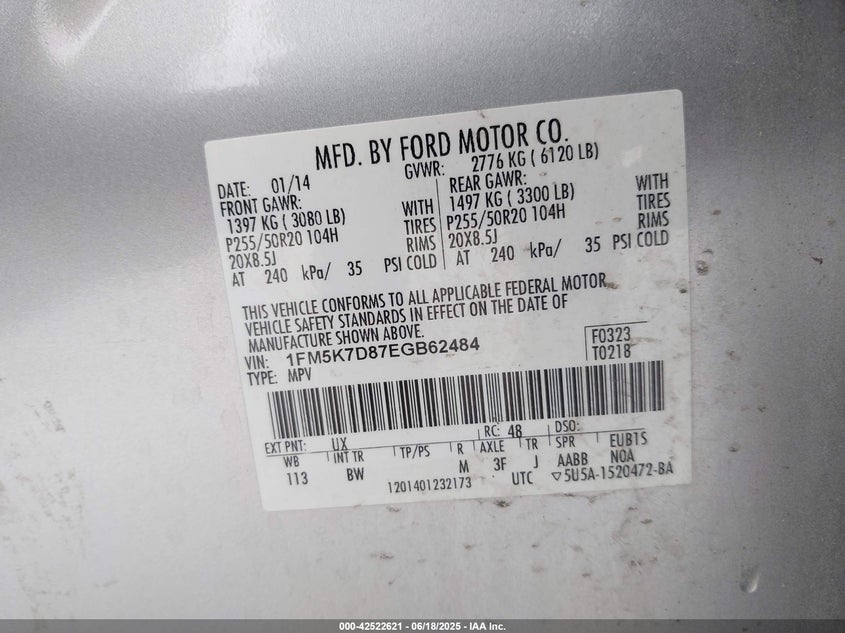 MFD. BY FORD MOTOR CO.
DATE: 01/14 GVWR: 2776 KG ( 6120 LB)
FRONT GAWR: REAR GAWR:
1397 KG ( 3080 LB) WITH 1497 KG ( 3300 LB) WITH
P255/50R20 104H TIRES P255/50R20 104H TIRES
20X8.5J RIMS 20X8.5J RIMS
AT 240 kPa/ 35 PSI COLD AT 240 kPa/ 35 PSI COLD
THIS VEHICLE CONFORMS TO ALL APPLICABLE FEDERAL MOTOR
VEHICLE SAFETY STANDARDS IN EFFECT ON THE DATE OF
MANUFACTURE SHOWN ABOVE.
VIN: 1FM5K7D87EGB62484 F0323
TYPE: MPV T0218
EXT PNT: UX RC: 48 DSO:
WB INT TR TP/PS R AXLE TR SPR EUB1S
113 BW M 3F J AABB NOA
1201401232173 UTC ▽5U5A-1520472-BA
000-42522621 - 06/18/2025 - IAA Inc.